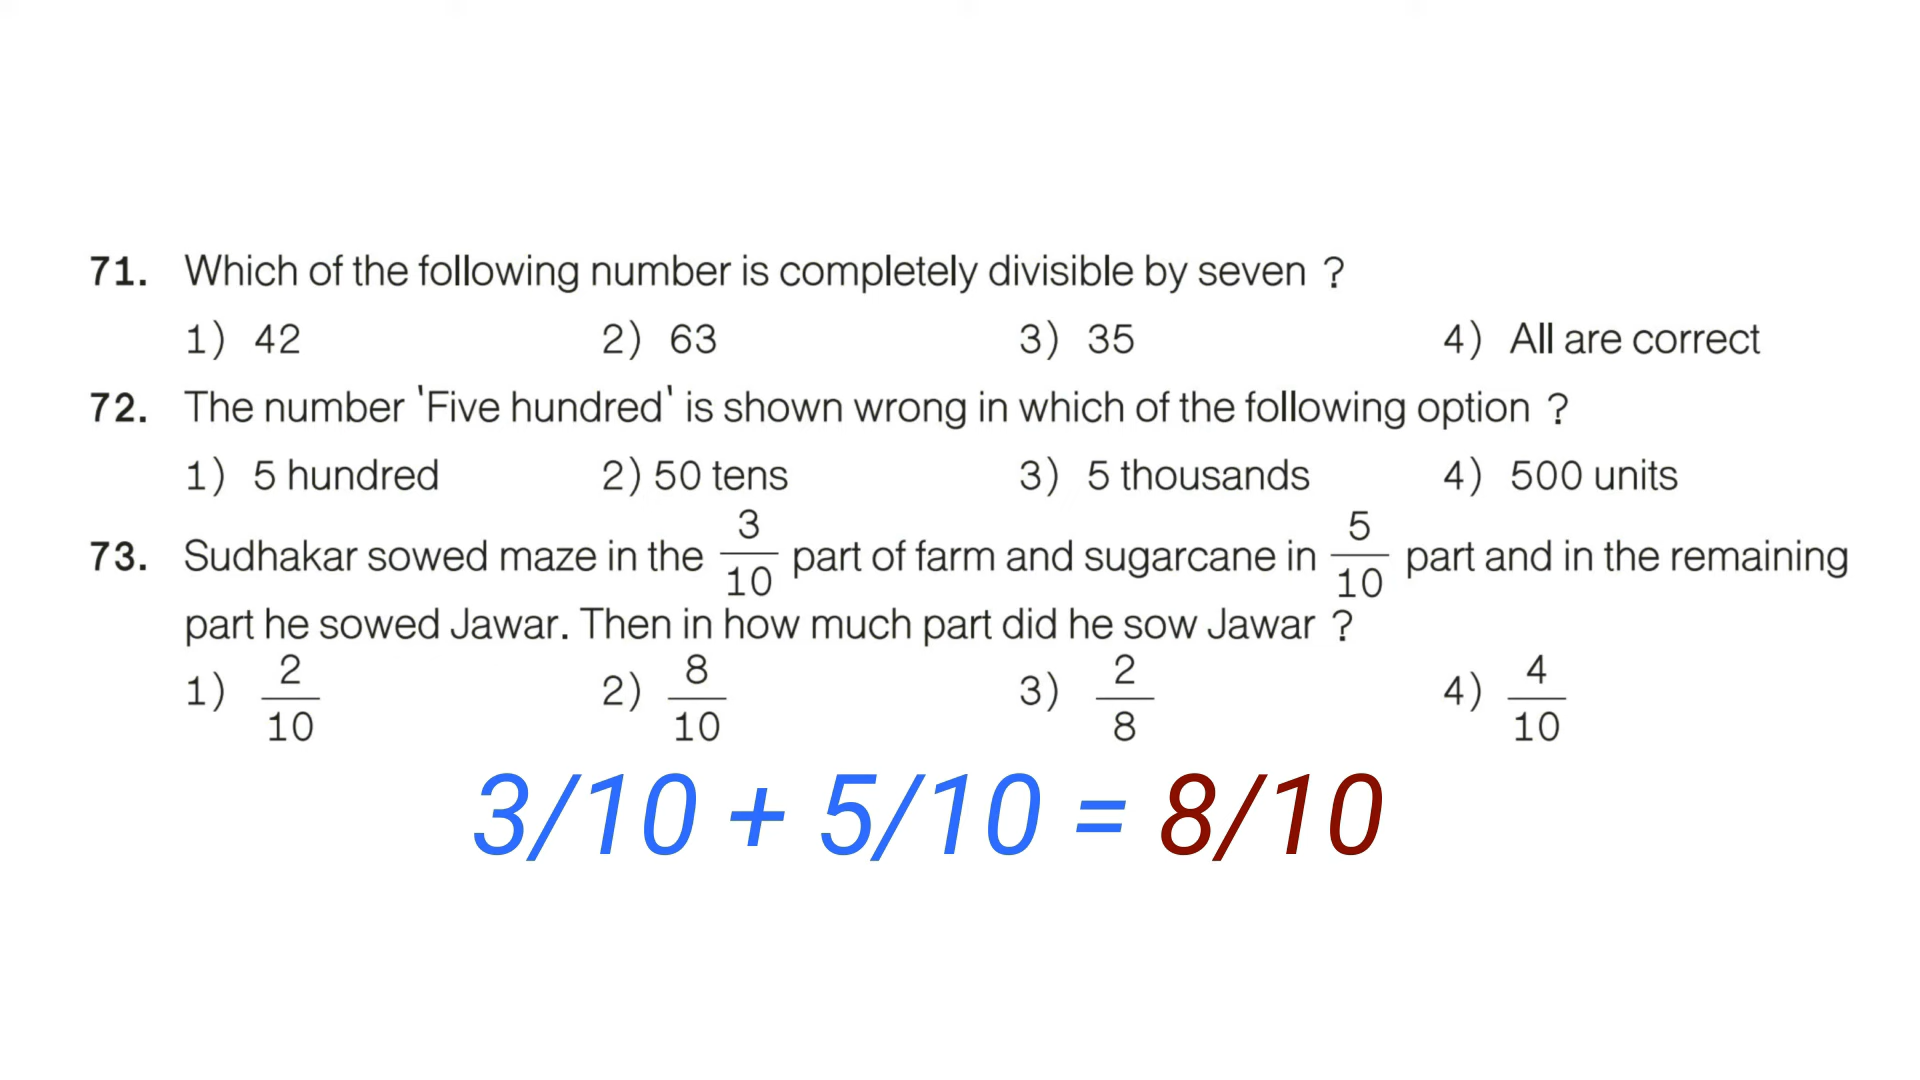 71. Which of the following number is completely divisible by seven ?
1) 42 2) 63 3) 35 4) All are correct
72. The number 'Five hundred' is shown wrong in which of the following option ?
1) 5 hundred 2) 50 tens 3) 5 thousands 4) 500 units
73. Sudhakar sowed maze in the 3/10 part of farm and sugarcane in 5/10 part and in the remaining
part he sowed Jawar. Then in how much part did he sow Jawar ?
1) 2/10 2) 8/10 3) 2/8 4) 4/10
3/10 + 5/10 = 8/10